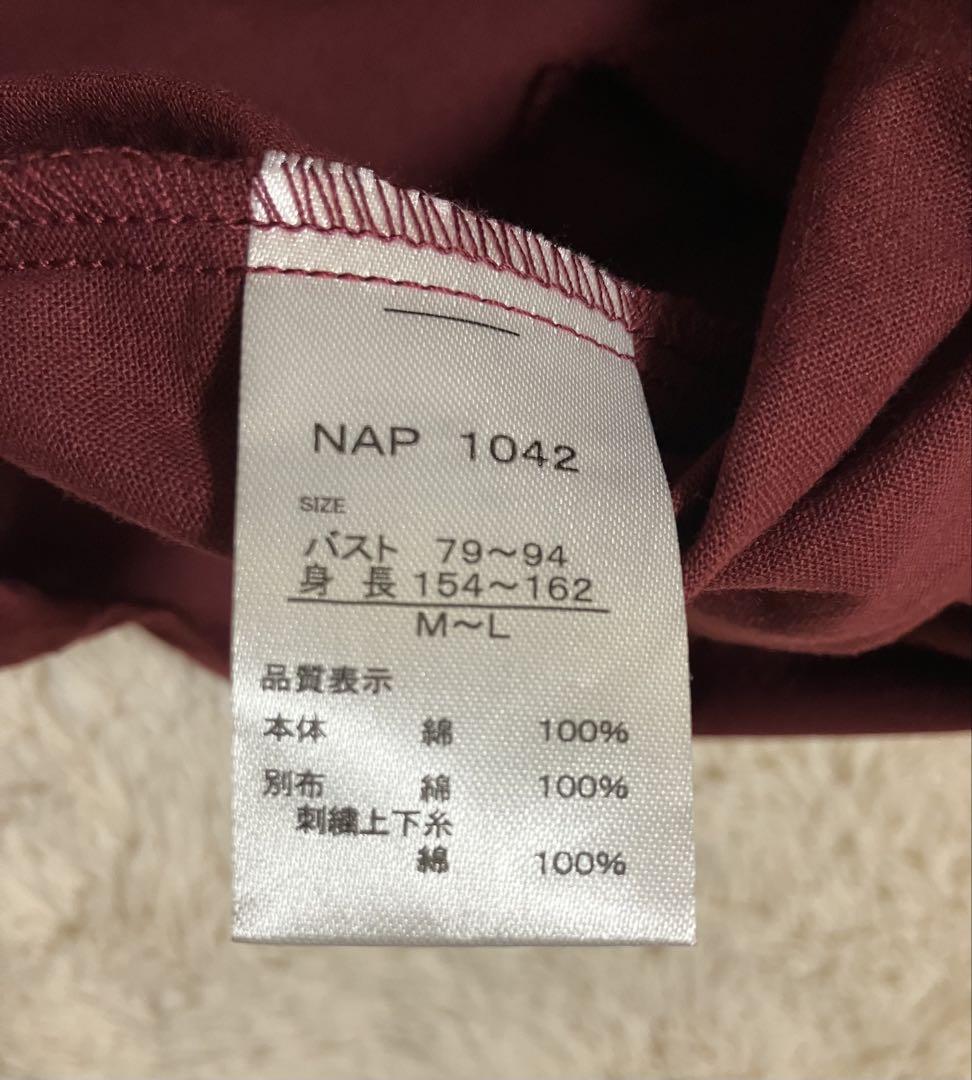 NAP 1042
SIZE
バスト 79〜94
身 長 154〜162
M〜L
品質表示
本体 綿 100%
別布 綿 100%
刺繍上下糸
綿 100%